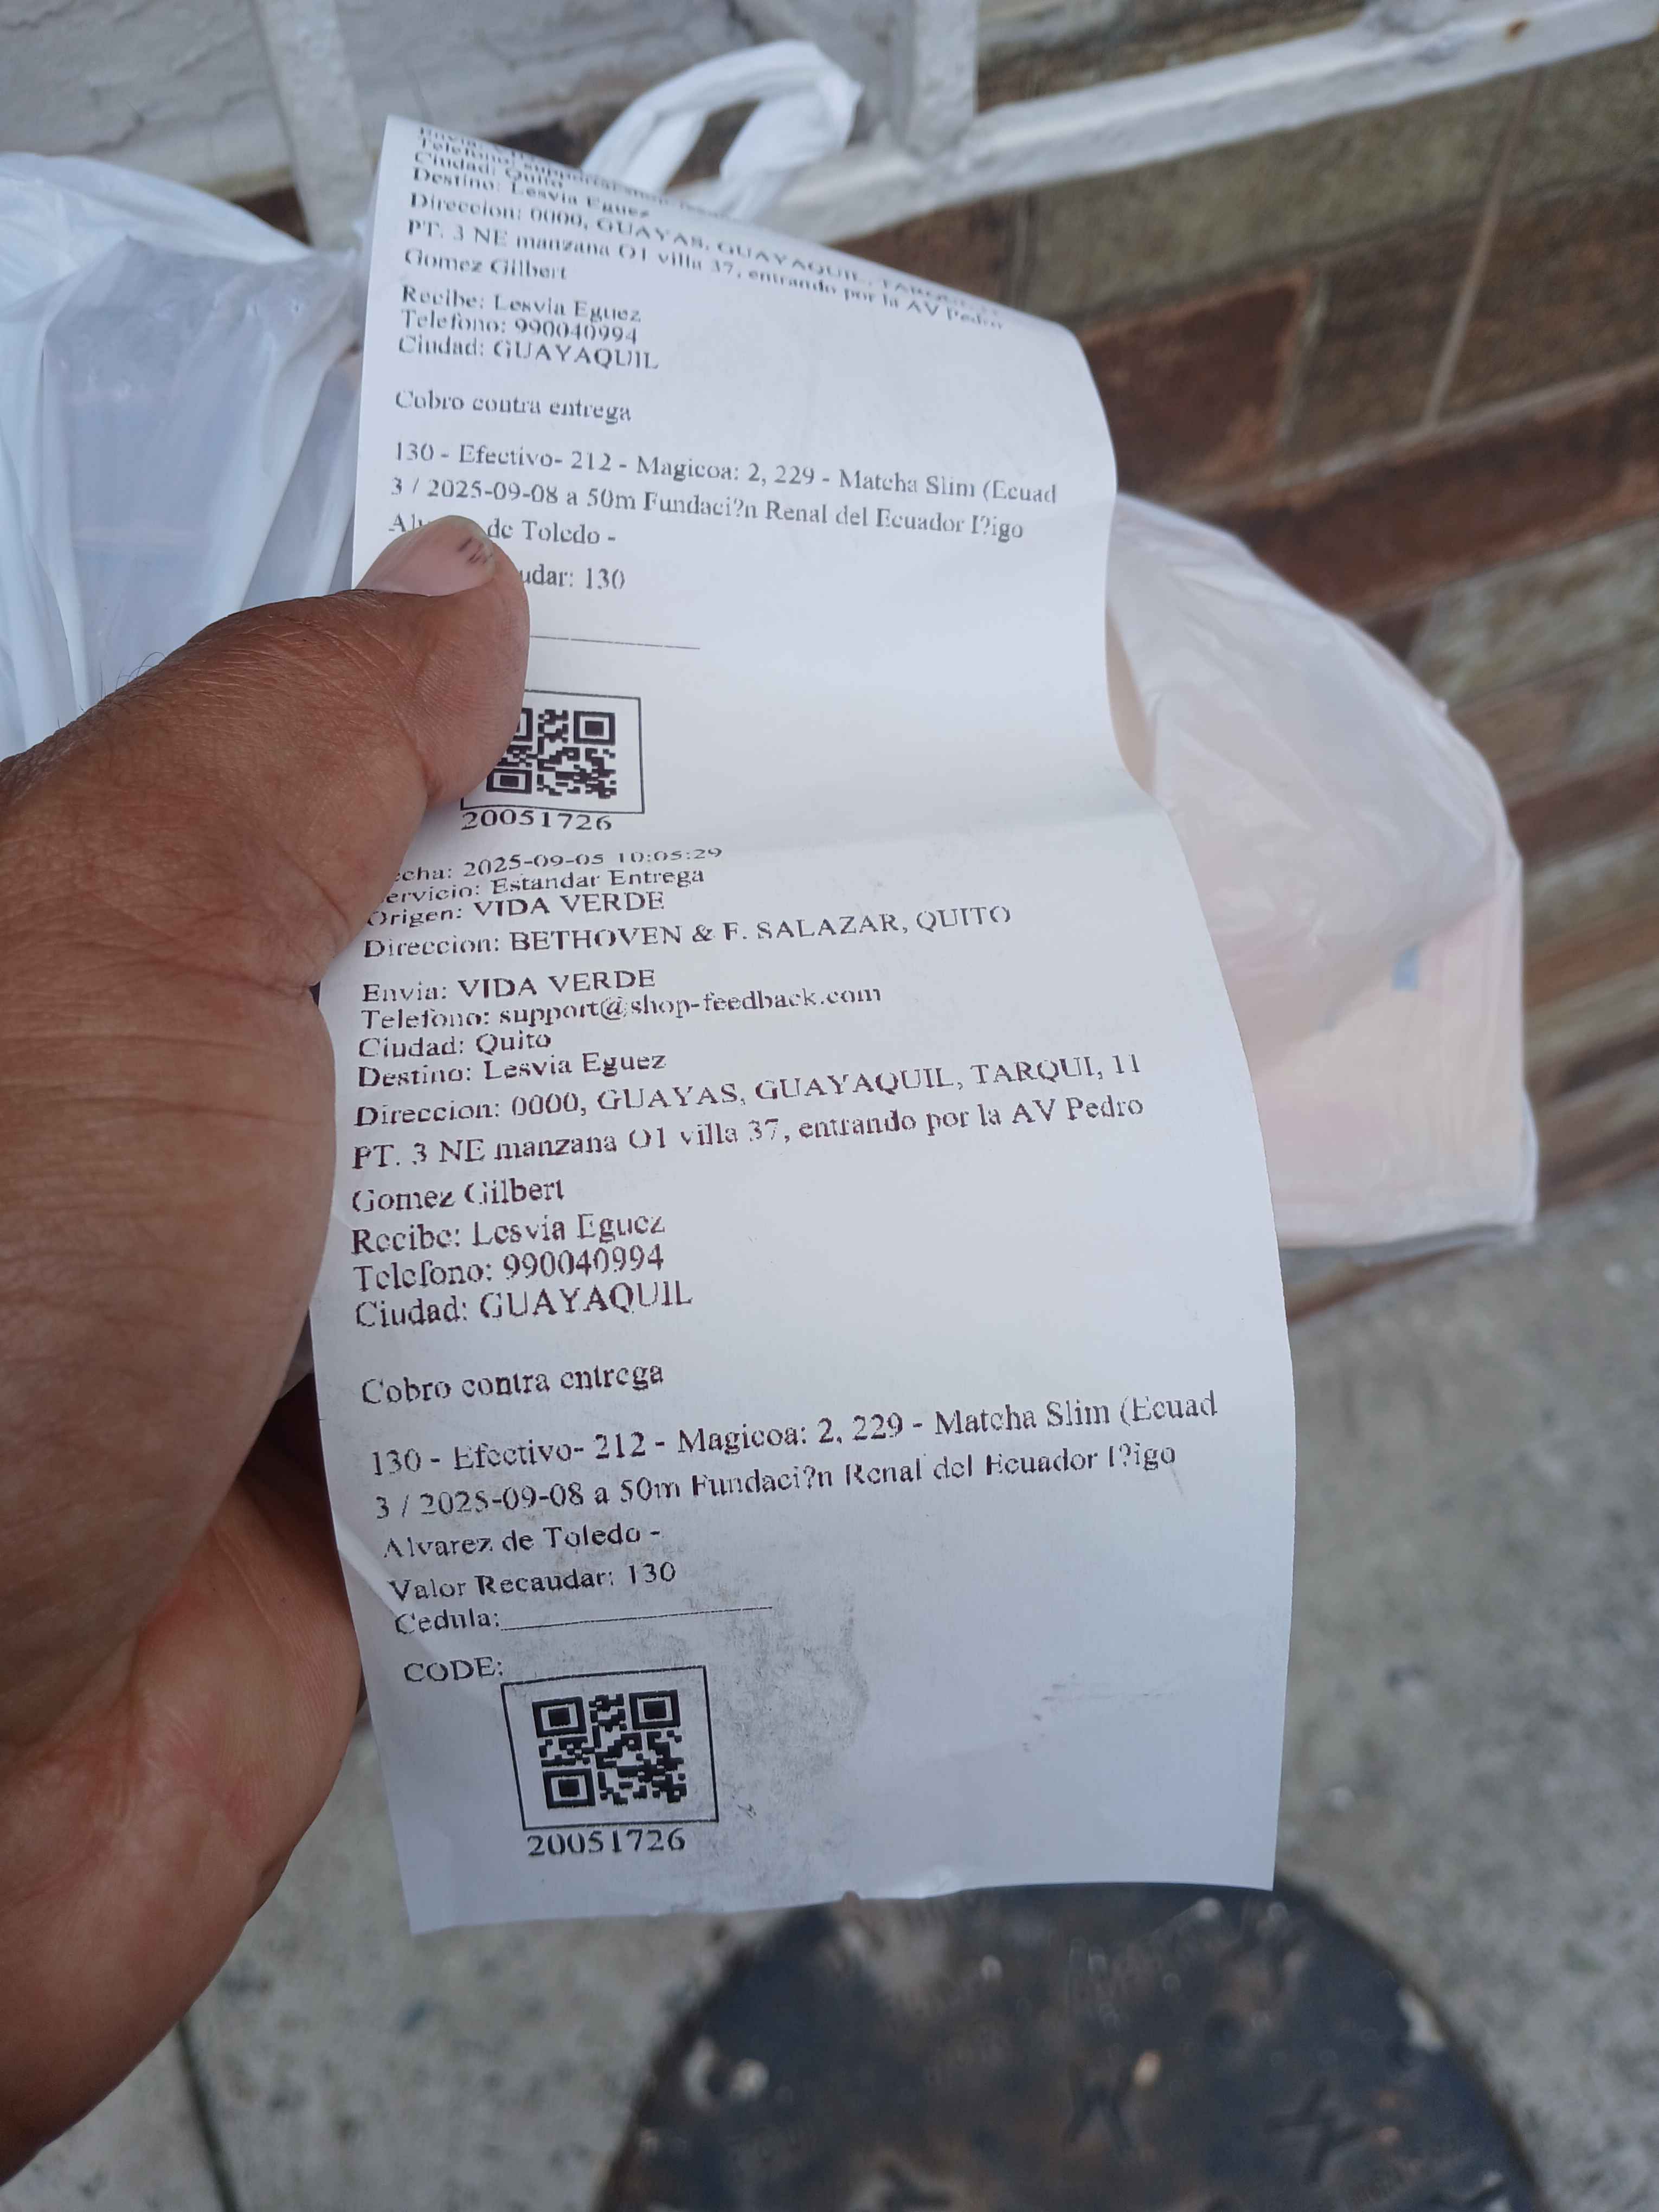 Telefono: support@shop-feedback
Ciudad: Quito
Destino: Lesvia Eguez
Direccion: 0000, GUAYAS, GUAYAQUIL, TARQUI,
PT. 3 NE manzana O1 villa 37, entrando por la AV Pedro
Gomez Gilbert
Recibe: Lesvia Eguez
Telefono: 990040994
Ciudad: GUAYAQUIL
Cobro contra entrega
130 - Efectivo- 212 - Magicoa: 2, 229 - Matcha Slim (Ecuad
3 / 2025-09-08 a 50m Fundaci?n Renal del Ecuador I?igo
de Toledo -
udar: 130
20051726
echa: 2025-09-05 10:05:29
ervicio: Estandar Entrega
Origen: VIDA VERDE
Direccion: BETHOVEN & F. SALAZAR, QUITO
Envia: VIDA VERDE
Telefono: support@shop-feedback.com
Ciudad: Quito
Destino: Lesvia Eguez
Direccion: 0000, GUAYAS, GUAYAQUIL, TARQUI, 11
PT. 3 NE manzana O1 villa 37, entrando por la AV Pedro
Gomez Gilbert
Recibe: Lesvia Eguez
Telefono: 990040994
Ciudad: GUAYAQUIL
Cobro contra entrega
130 - Efectivo- 212 - Magicoa: 2, 229 - Matcha Slim (Ecuad
3 / 2025-09-08 a 50m Fundaci?n Renal del Ecuador I?igo
Alvarez de Toledo -
Valor Recaudar: 130
Cedula:
CODE:
20051726